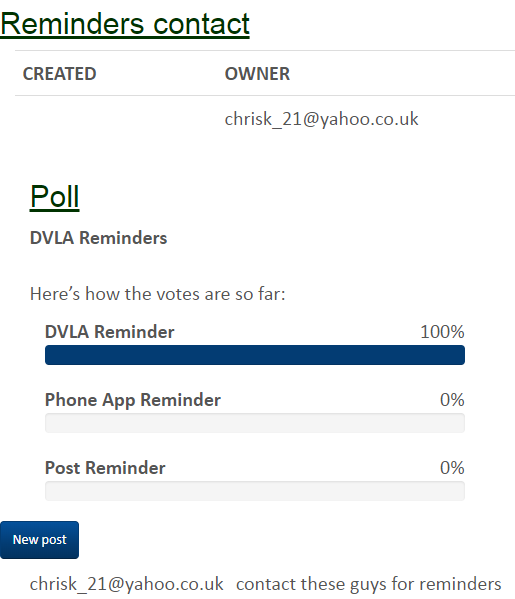 Reminders contact
CREATED OWNER
chrisk_21@yahoo.co.uk
Poll
DVLA Reminders
Here's how the votes are so far:
DVLA Reminder 100%
Phone App Reminder 0%
Post Reminder 0%
New post
chrisk_21@yahoo.co.uk contact these guys for reminders